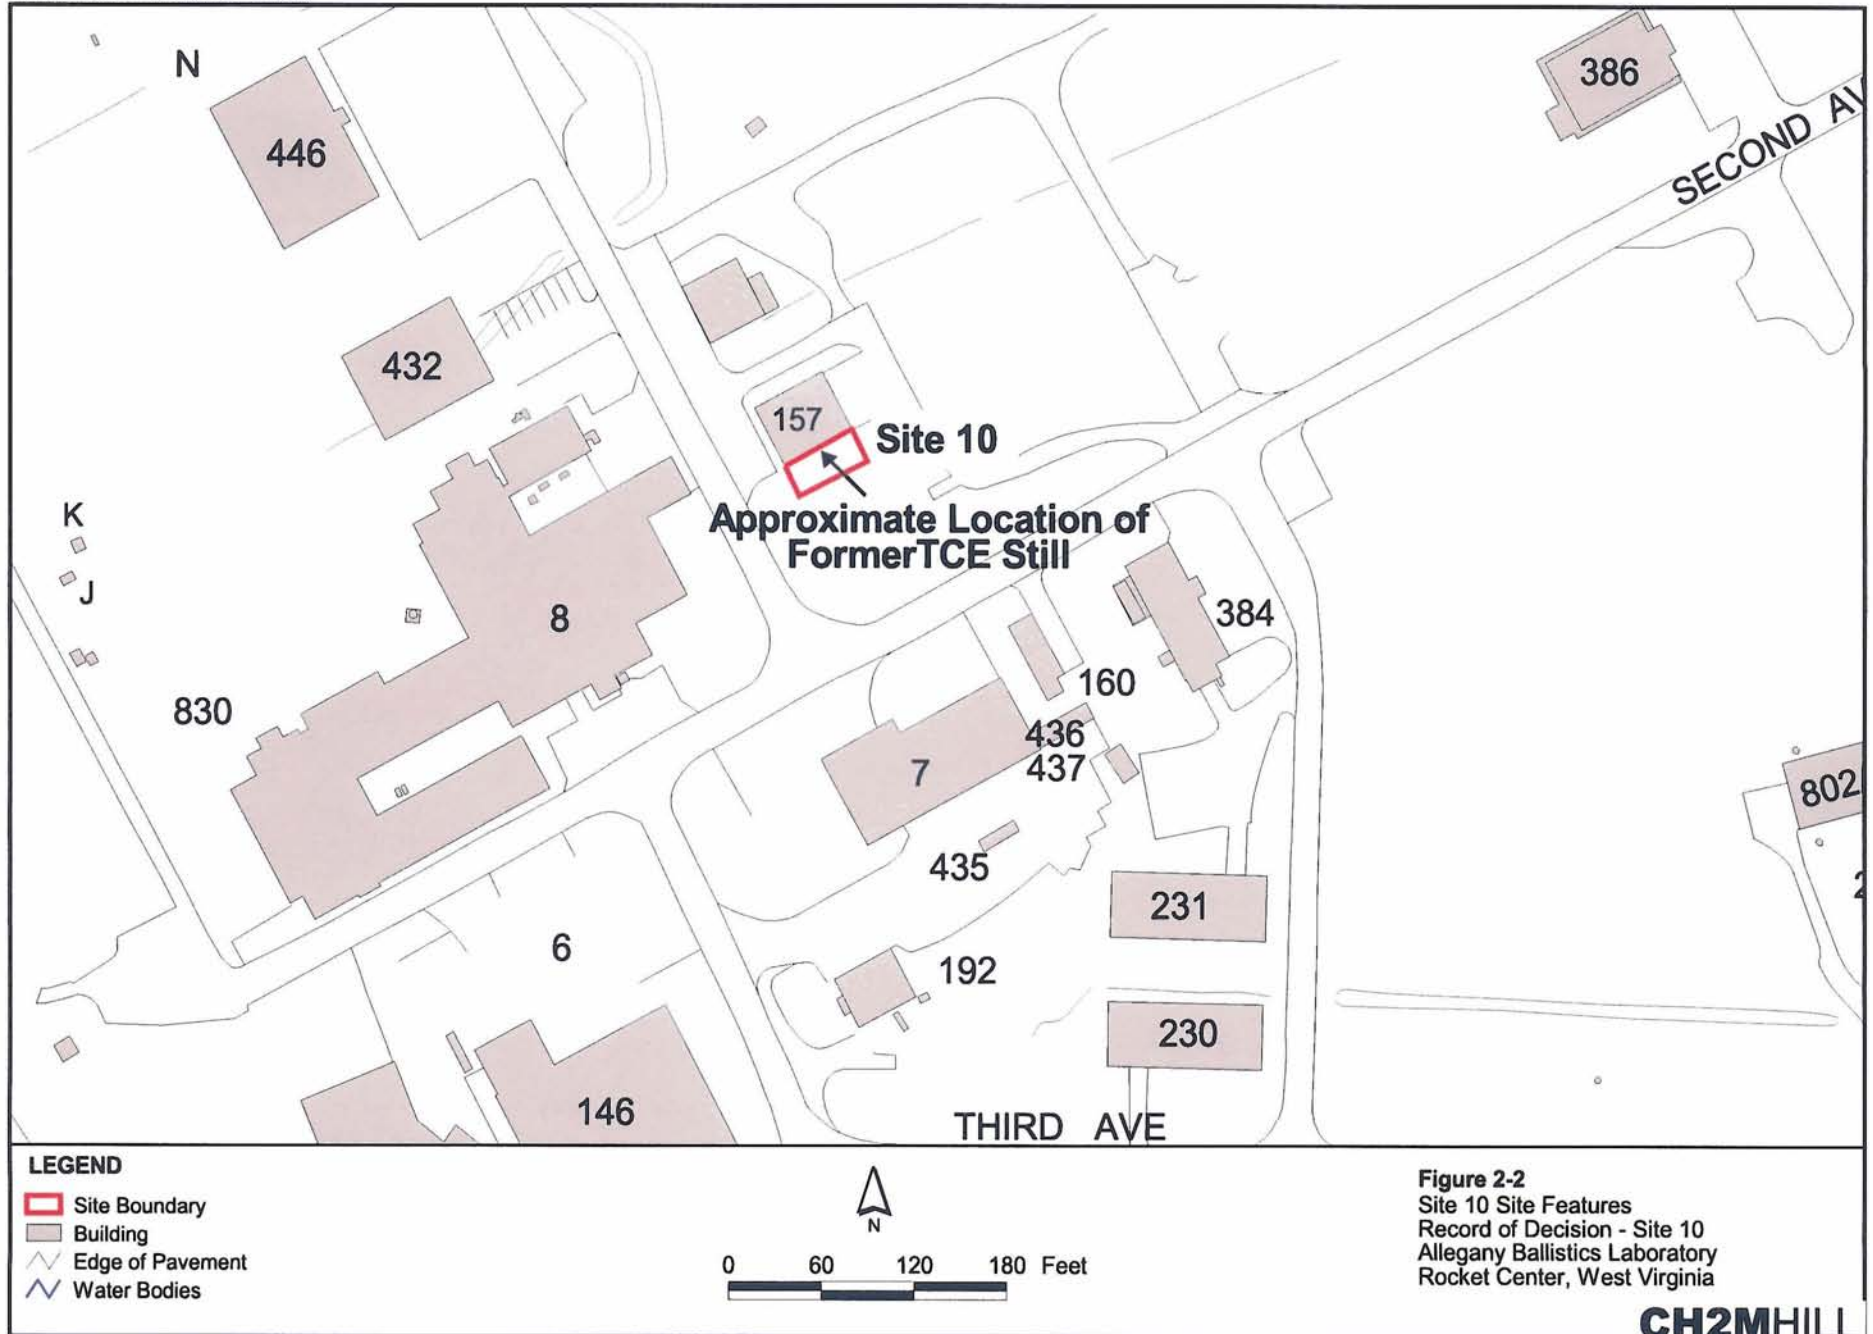 N
446
386
SECOND AV
432
157
Site 10
Approximate Location of
FormerTCE Still
K
J
8
384
830
160
436
437
7
435
802
231
2
6
192
230
146
THIRD AVE
LEGEND
Site Boundary
Building
Edge of Pavement
Water Bodies
N
0 60 120 180 Feet
Figure 2-2
Site 10 Site Features
Record of Decision - Site 10
Allegany Ballistics Laboratory
Rocket Center, West Virginia
CH2MHILL